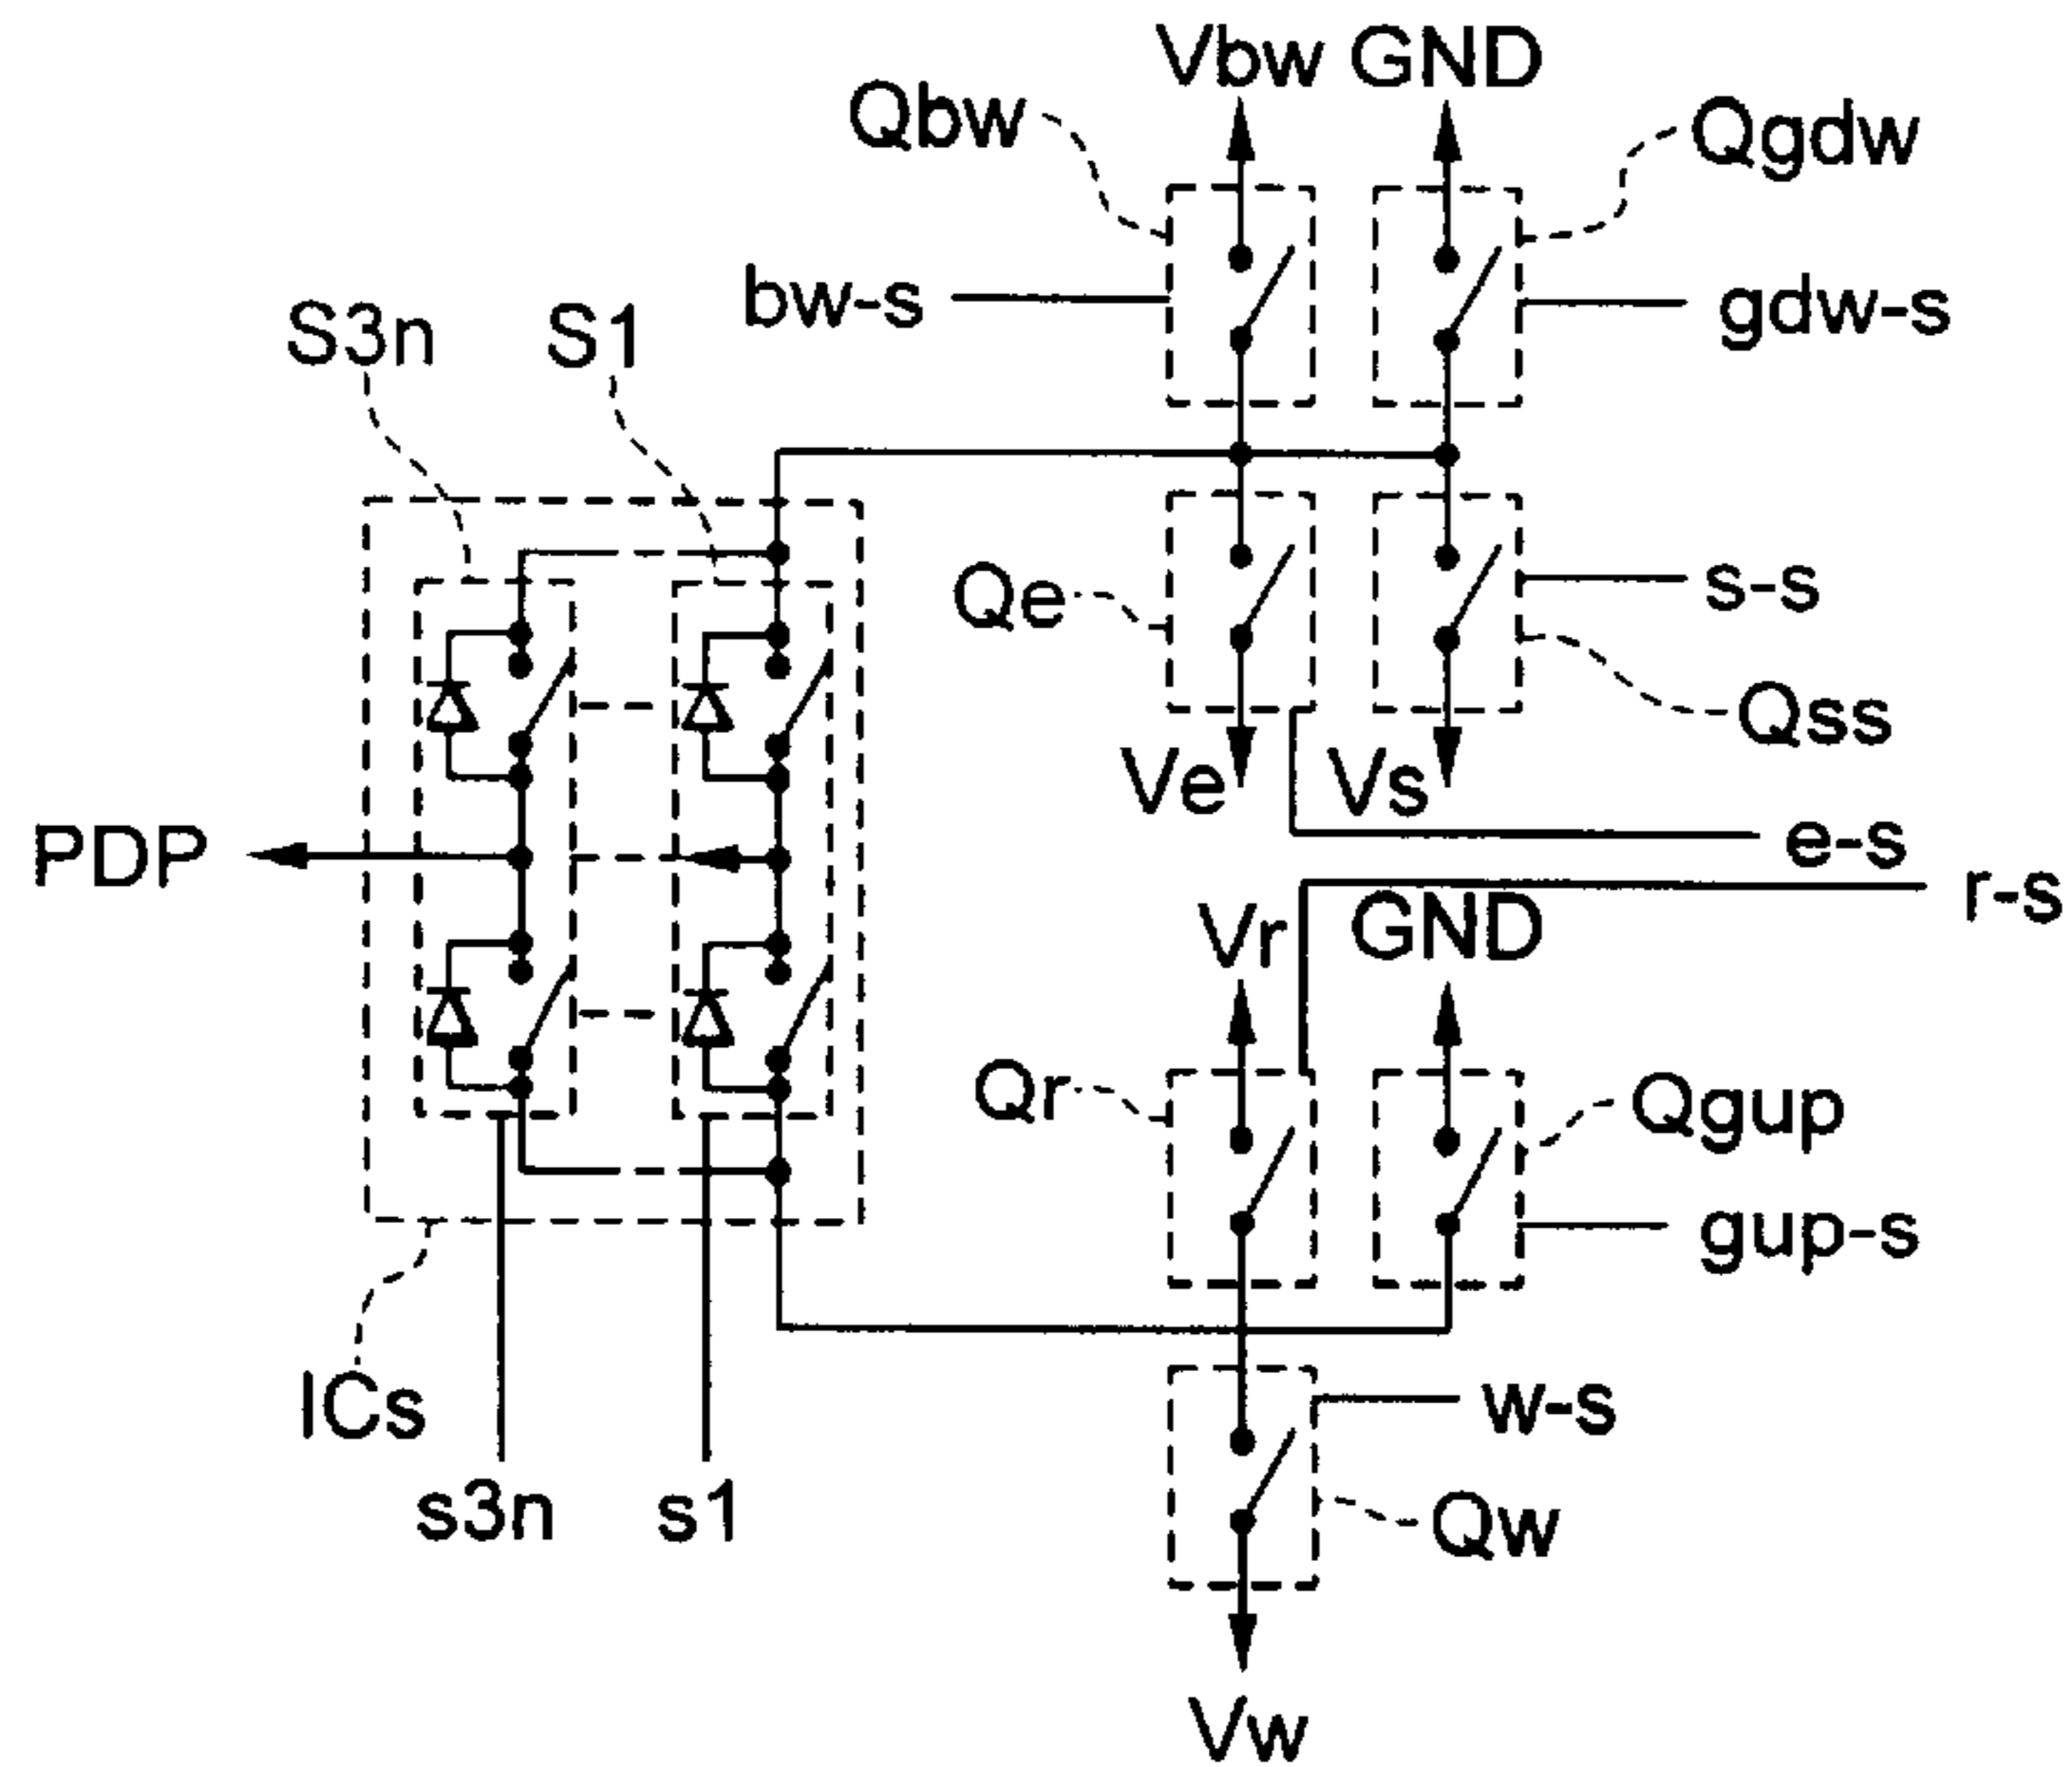 Vbw GND
Qbw
Qgdw
bw-s
gdw-s
S3n
S1
Qe
s-s
Qss
Ve
Vs
PDP
e-s
r-s
Vr
GND
Qr
Qgup
gup-s
ICs
w-s
s3n
s1
Qw
Vw